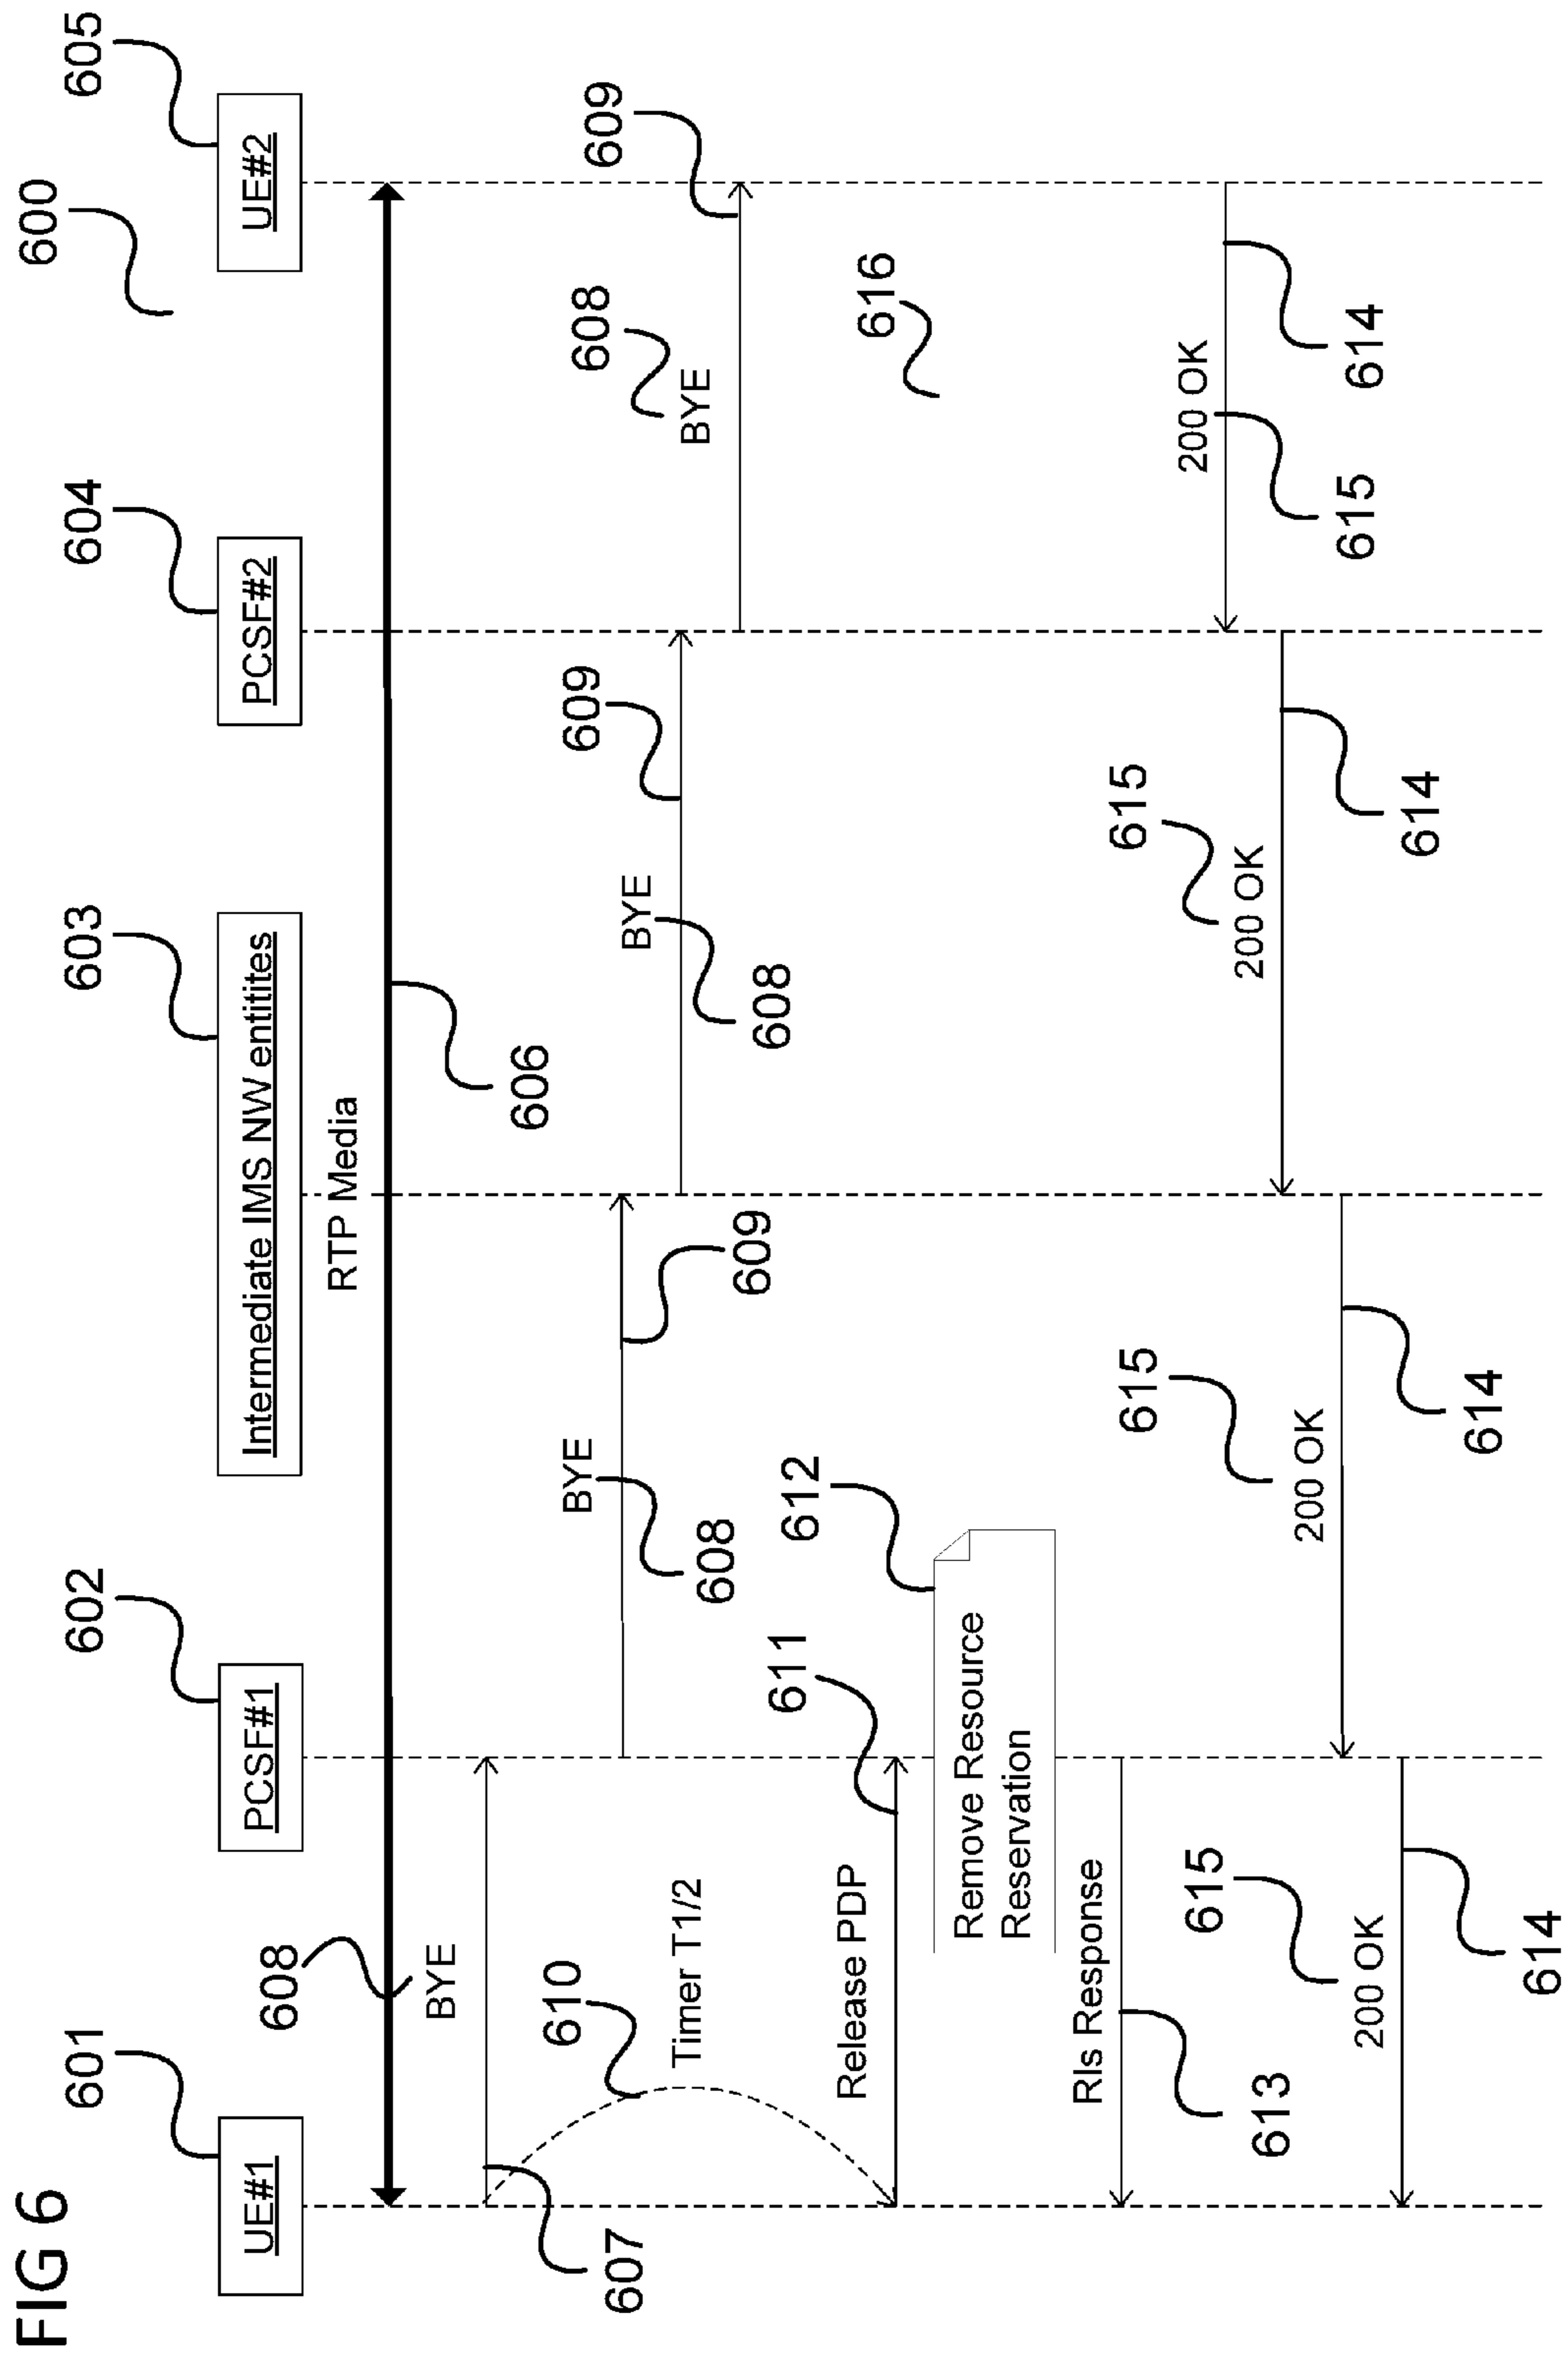 FIG 6
600
601
602
603
604
605
UE#1
PCSF#1
Intermediate IMS NW entitites
PCSF#2
UE#2
RTP Media
606
608
BYE
607
610
Timer T1/2
BYE
608
609
BYE
608
609
608
BYE
609
616
611
Release PDP
612
Remove Resource
Reservation
Rls Response
613
200 OK
615
614
615
200 OK
614
615
200 OK
614
615
200 OK
614